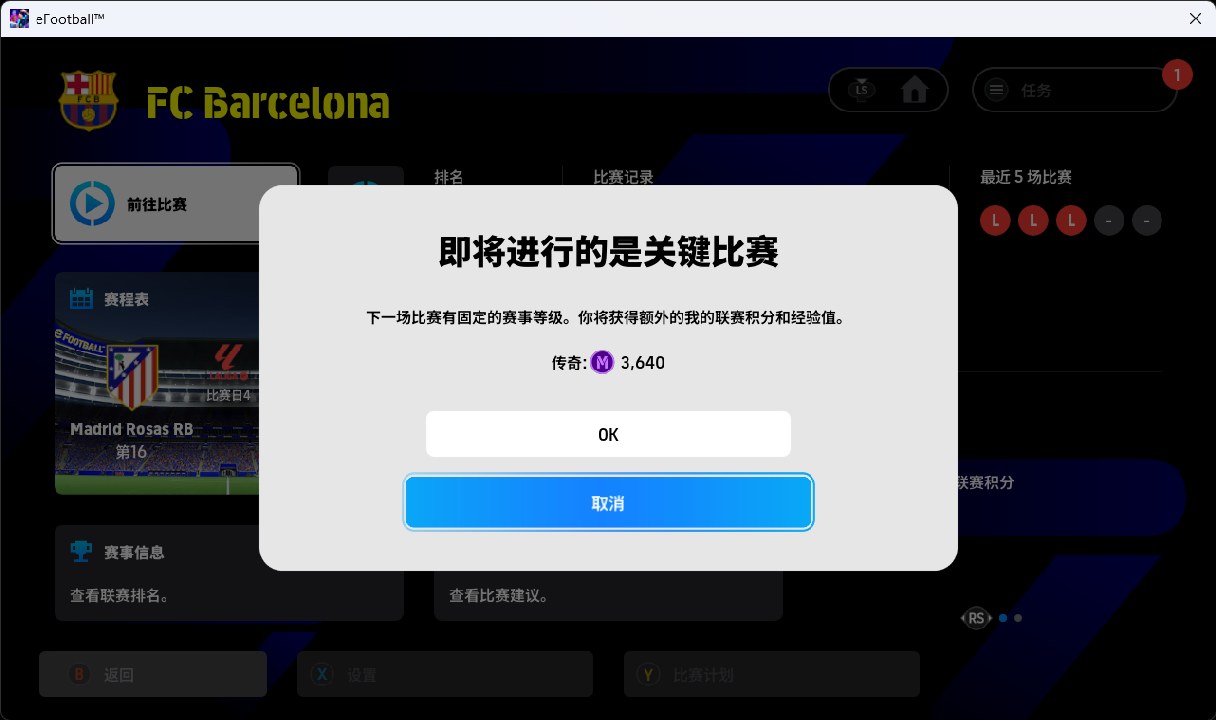 eFootball™
FC Barcelona
LS
任务
1
前往比赛
排名
比赛记录
最近 5 场比赛
L L L - -
即将进行的是关键比赛
下一场比赛有固定的赛事等级。你将获得额外的我的联赛积分和经验值。
传奇: M 3,640
OK
取消
赛程表
eFOOTBALL
比赛日4
Madrid Rosas RB
第16
联赛积分
赛事信息
查看联赛排名。
查看比赛建议。
RS
B 返回
X 设置
Y 比赛计划